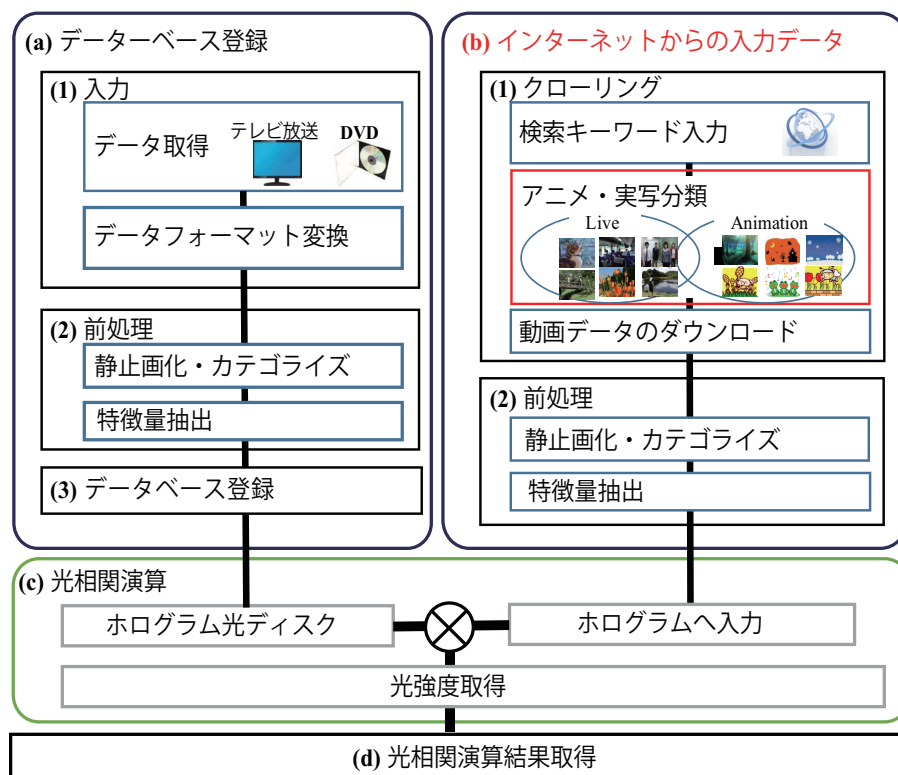 (a) データーベース登録
(1) 入力
データ取得
テレビ放送
DVD
データフォーマット変換
(2) 前処理
静止画化・カテゴライズ
特徴量抽出
(3) データベース登録
(b) インターネットからの入力データ
(1) クローリング
検索キーワード入力
アニメ・実写分類
Live
Animation
動画データのダウンロード
(2) 前処理
静止画化・カテゴライズ
特徴量抽出
(c) 光相関演算
ホログラム光ディスク
ホログラムへ入力
光強度取得
(d) 光相関演算結果取得